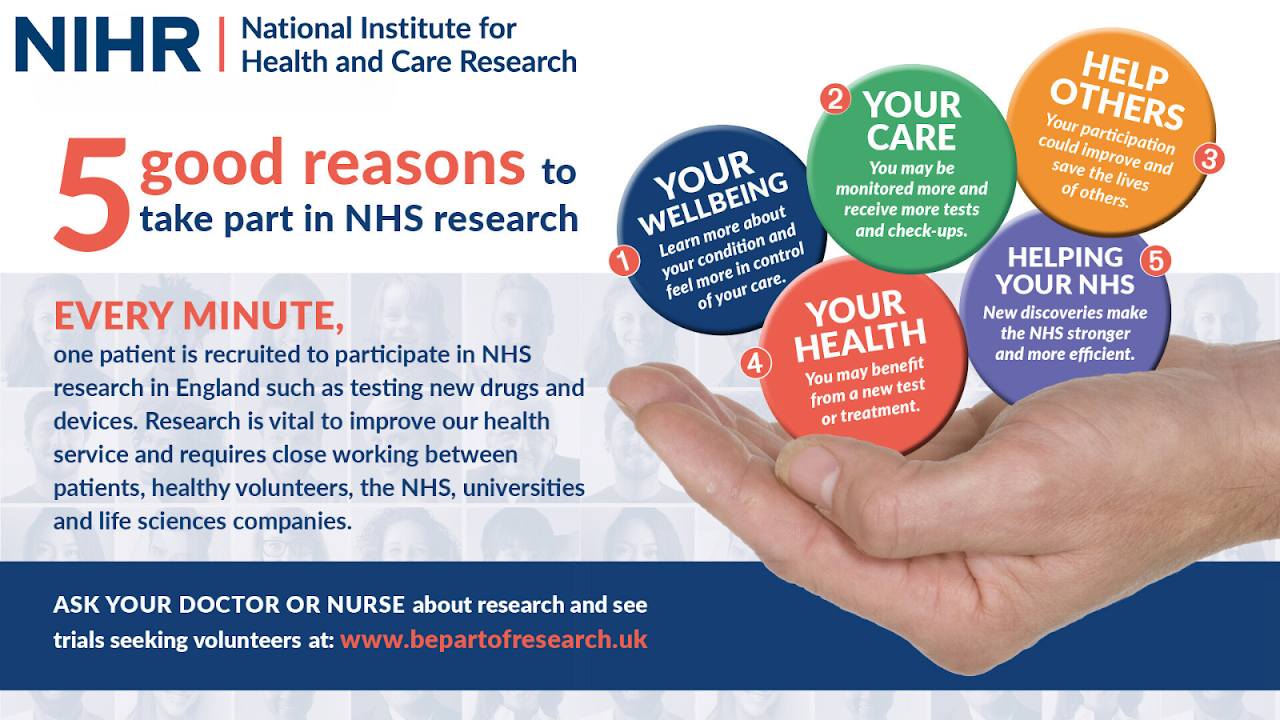 NIHR
National Institute for
Health and Care Research
5
good reasons to
take part in NHS research
EVERY MINUTE,
one patient is recruited to participate in NHS
research in England such as testing new drugs and
devices. Research is vital to improve our health
service and requires close working between
patients, healthy volunteers, the NHS, universities
and life sciences companies.
1
YOUR
WELLBEING
Learn more about
your condition and
feel more in control
of your care.
2
YOUR
CARE
You may be
monitored more and
receive more tests
and check-ups.
3
HELP
OTHERS
Your participation
could improve and
save the lives
of others.
4
YOUR
HEALTH
You may benefit
from a new test
or treatment.
5
HELPING
YOUR NHS
New discoveries make
the NHS stronger
and more efficient.
ASK YOUR DOCTOR OR NURSE about research and see
trials seeking volunteers at: www.bepartofresearch.uk